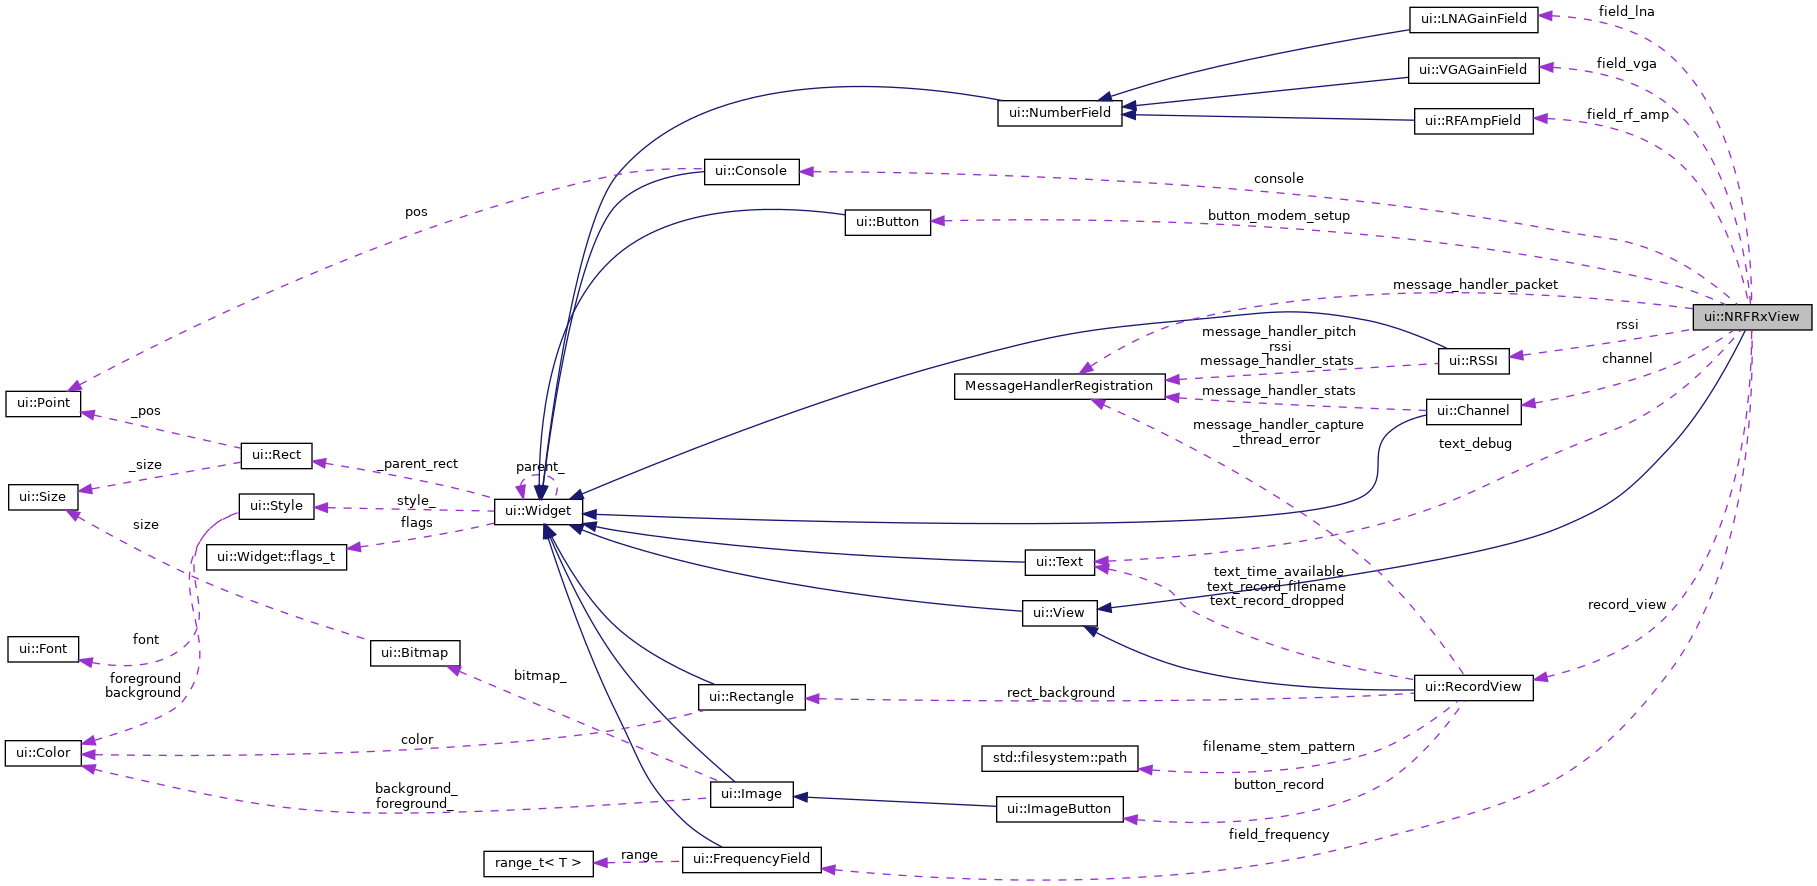 field_lna
ui::LNAGainField
field_vga
ui::VGAGainField
ui::NumberField
field_rf_amp
ui::RFAmpField
ui::Console
console
pos
button_modem_setup
ui::Button
message_handler_packet
ui::NRFRxView
rssi
message_handler_pitch
_rssi
message_handler_stats
ui::RSSI
channel
MessageHandlerRegistration
message_handler_stats
ui::Point
_pos
ui::Channel
message_handler_capture
_thread_error
text_debug
ui::Rect
_size
_parent_rect
parent_
ui::Size
ui::Style
style_
ui::Widget
size
flags
ui::Widget::flags_t
ui::Text
text_time_available
text_record_filename
text_record_dropped
ui::View
record_view
font
ui::Font
ui::Bitmap
foreground
background
bitmap_
ui::Rectangle
rect_background
ui::RecordView
color
ui::Color
filename_stem_pattern
std::filesystem::path
background_
foreground_
ui::Image
button_record
ui::ImageButton
field_frequency
range
range_t< T >
ui::FrequencyField